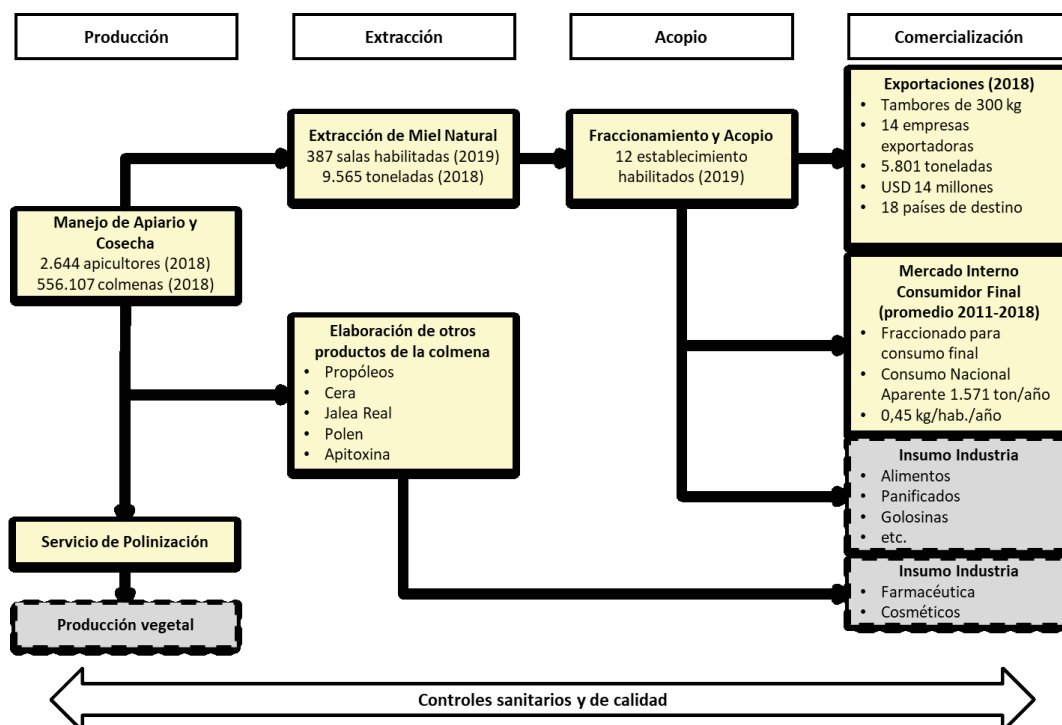 Producción
Extracción
Acopio
Comercialización
Manejo de Apiario y
Cosecha
2.644 apicultores (2018)
556.107 colmenas (2018)
Servicio de Polinización
Producción vegetal
Extracción de Miel Natural
387 salas habilitadas (2019)
9.565 toneladas (2018)
Elaboración de otros
productos de la colmena
• Propóleos
• Cera
• Jalea Real
• Polen
• Apitoxina
Fraccionamiento y Acopio
12 establecimiento
habilitados (2019)
Exportaciones (2018)
• Tambores de 300 kg
• 14 empresas
exportadoras
• 5.801 toneladas
• USD 14 millones
• 18 países de destino
Mercado Interno
Consumidor Final
(promedio 2011-2018)
• Fraccionado para
consumo final
• Consumo Nacional
Aparente 1.571 ton/año
• 0,45 kg/hab./año
Insumo Industria
• Alimentos
• Panificados
• Golosinas
• etc.
Insumo Industria
• Farmacéutica
• Cosméticos
Controles sanitarios y de calidad